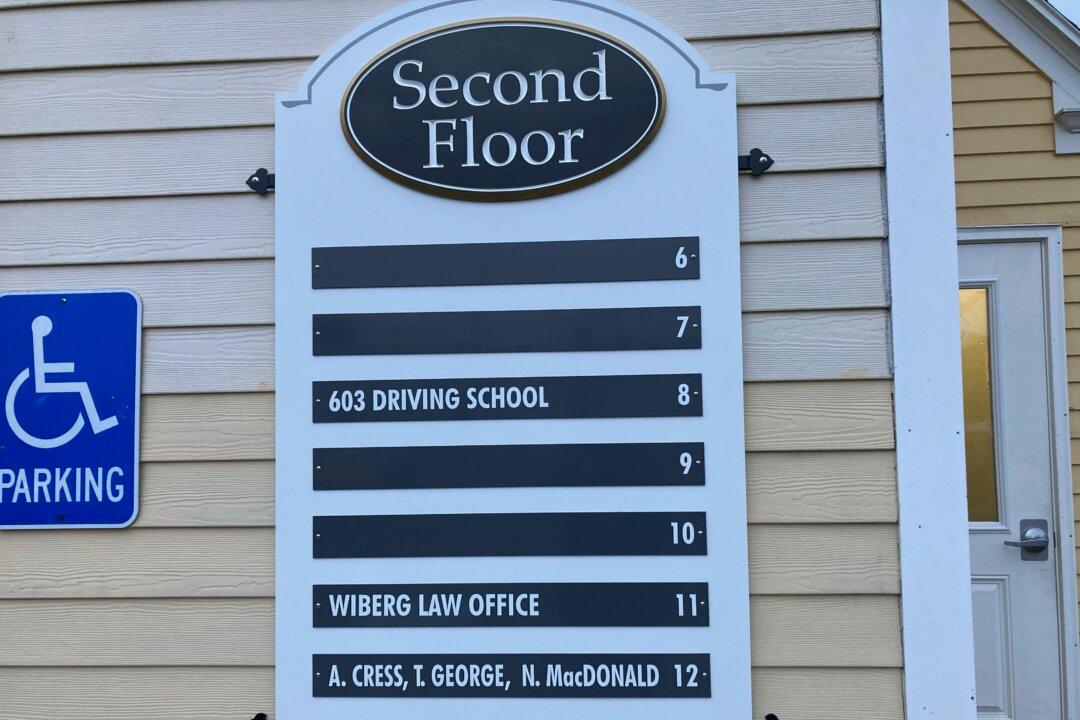 Second
Floor
6
7
603 DRIVING SCHOOL 8
9
10
WIBERG LAW OFFICE 11
A. CRESS, T. GEORGE, N. MacDONALD 12
PARKING